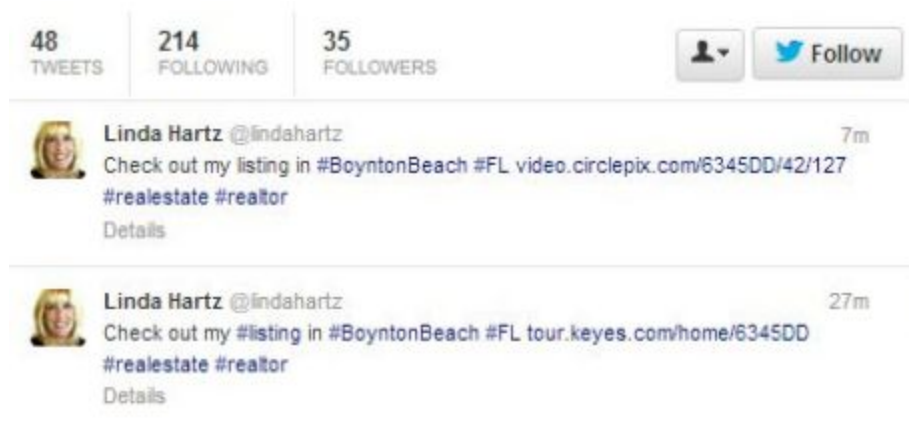 48 214 35
TWEETS FOLLOWING FOLLOWERS
Follow
Linda Hartz @lindahartz 7m
Check out my listing in #BoyntonBeach #FL video.circlepix.com/6345DD/42/127
#realestate #realtor
Details
Linda Hartz @lindahartz 27m
Check out my #listing in #BoyntonBeach #FL tour.keyes.com/home/6345DD
#realestate #realtor
Details